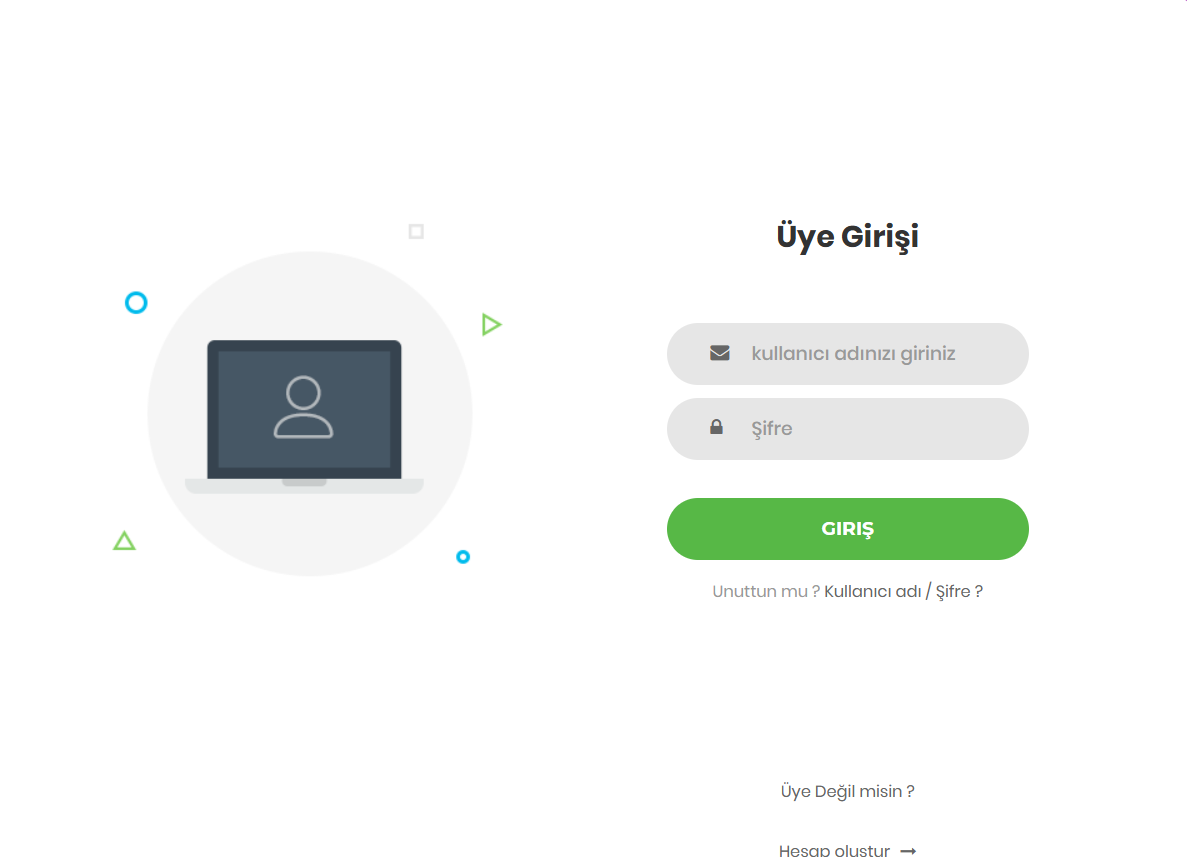 Üye Girişi
kullanıcı adınızı giriniz
Şifre
GIRIŞ
Unuttun mu ? Kullanıcı adı / Şifre ?
Üye Değil misin ?
Hesap oluştur